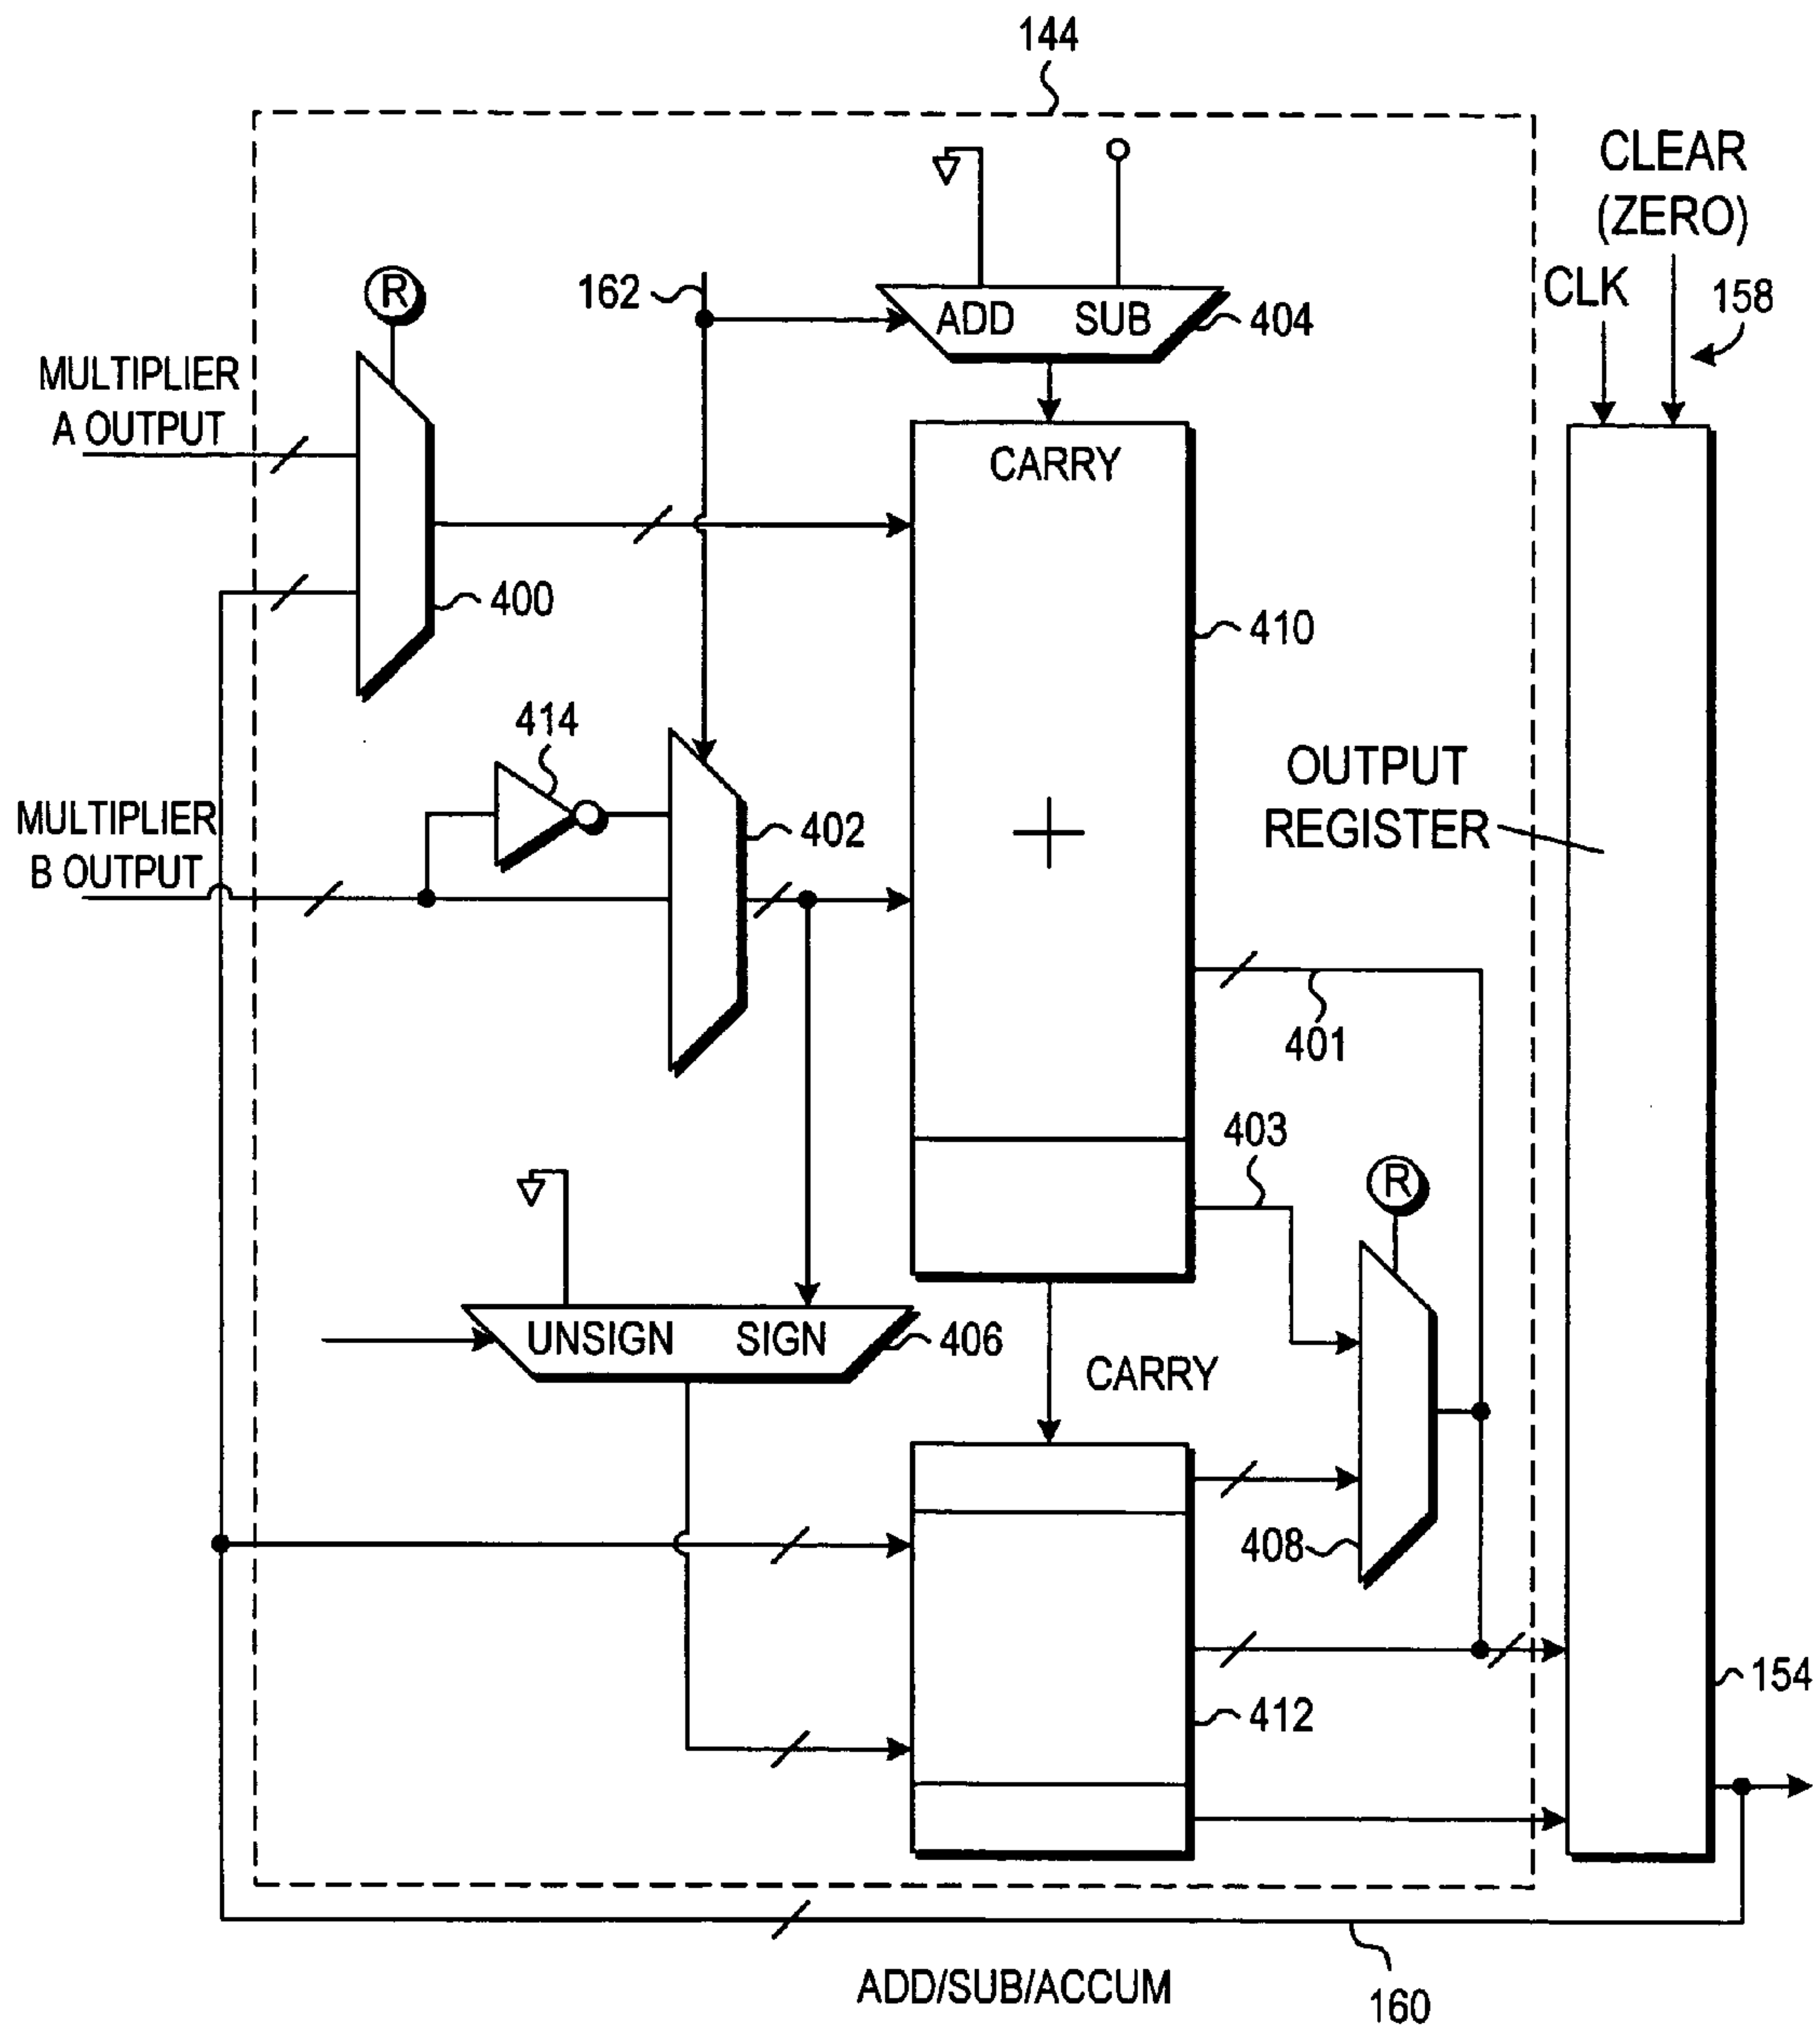 144
CLEAR
(ZERO)
CLK
158
R
162
ADD SUB
404
MULTIPLIER
A OUTPUT
CARRY
400
410
414
OUTPUT
REGISTER
MULTIPLIER
B OUTPUT
402
+
401
403
R
UNSIGN SIGN
406
CARRY
408
154
412
ADD/SUB/ACCUM
160